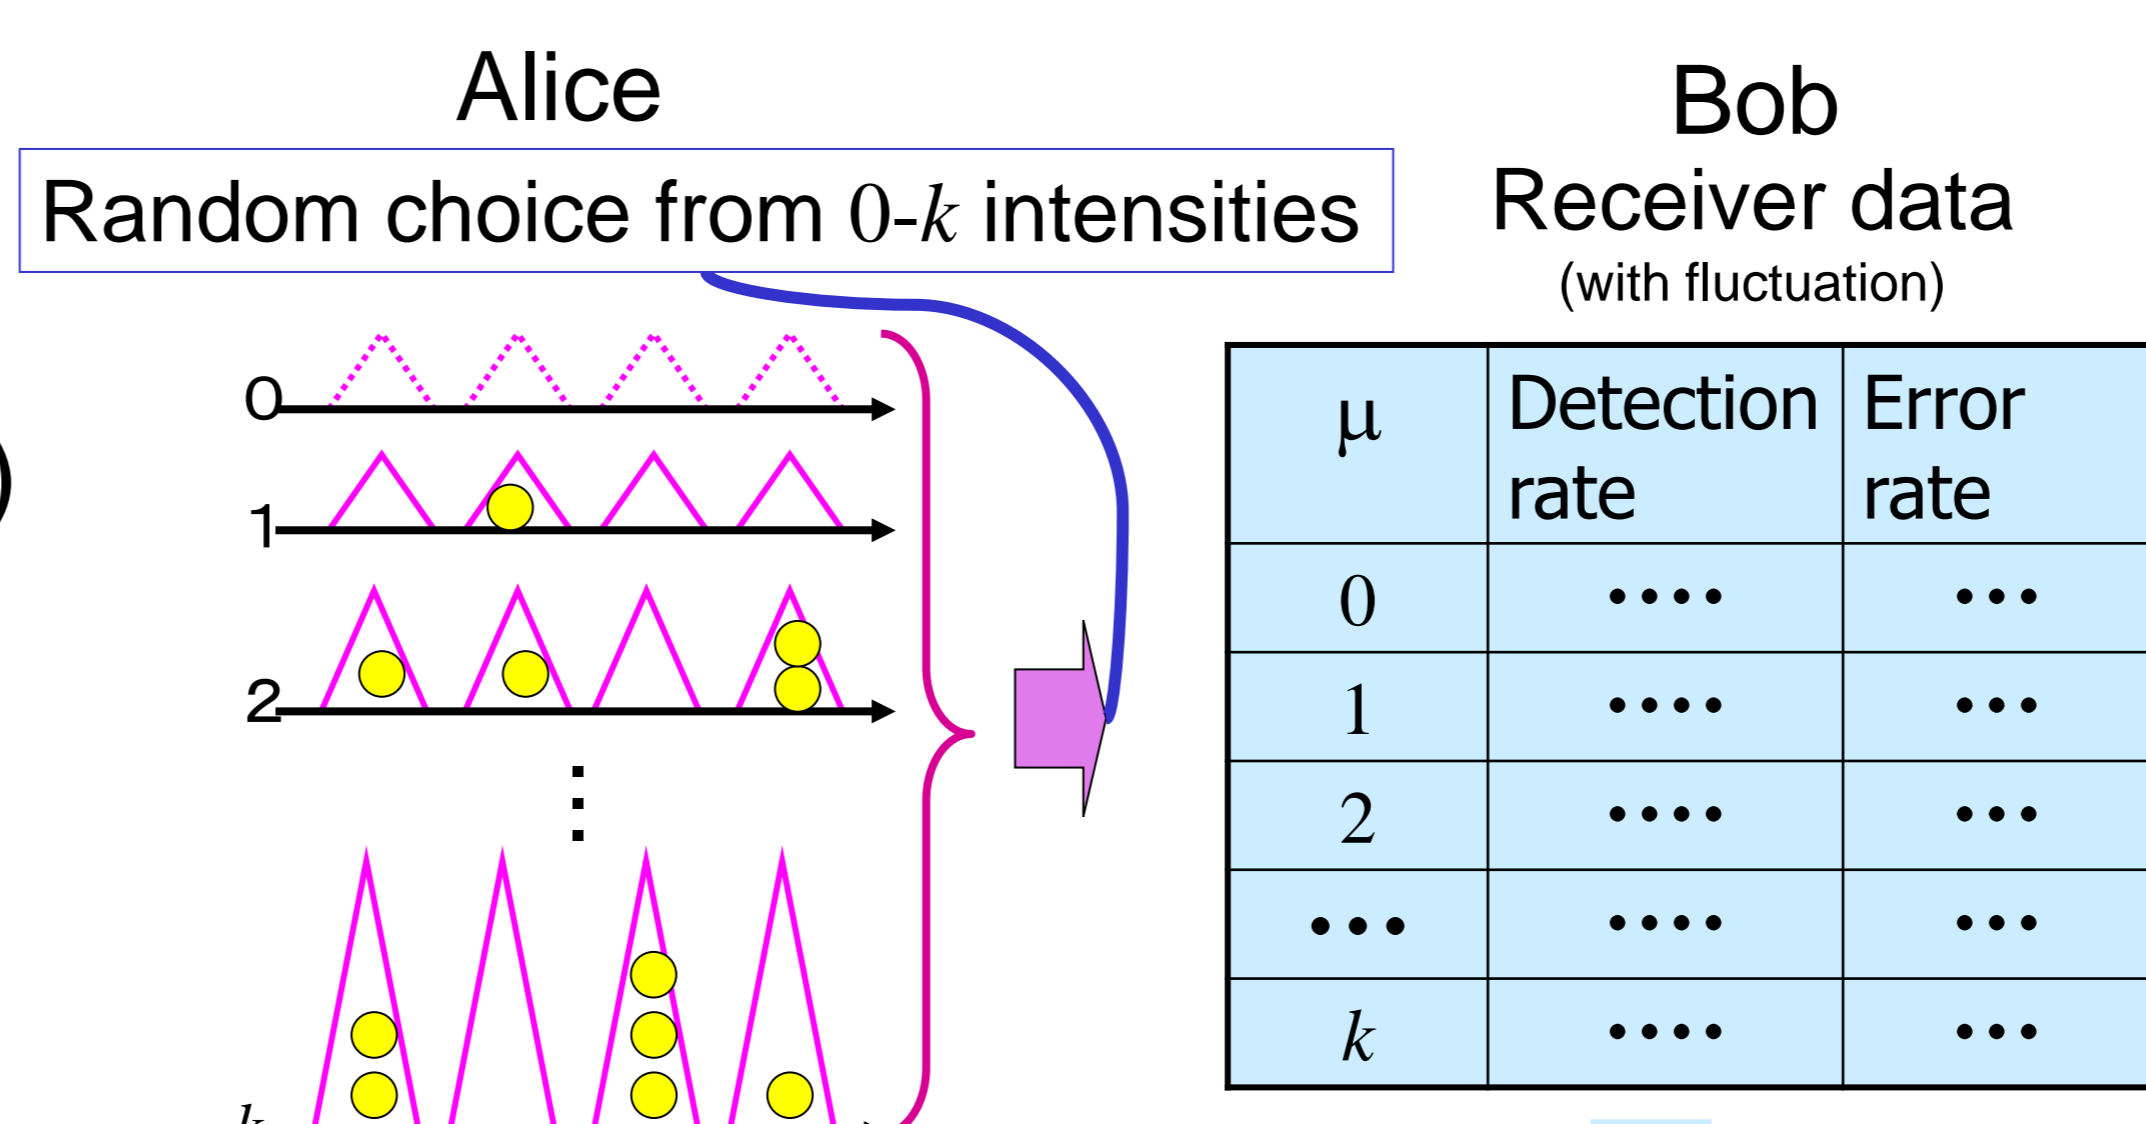 Alice
Random choice from 0-k intensities
0
1
2
⋮
k
Bob
Receiver data
(with fluctuation)
μ Detection rate Error rate
0 •••• •••
1 •••• •••
2 •••• •••
••• •••• •••
k •••• •••